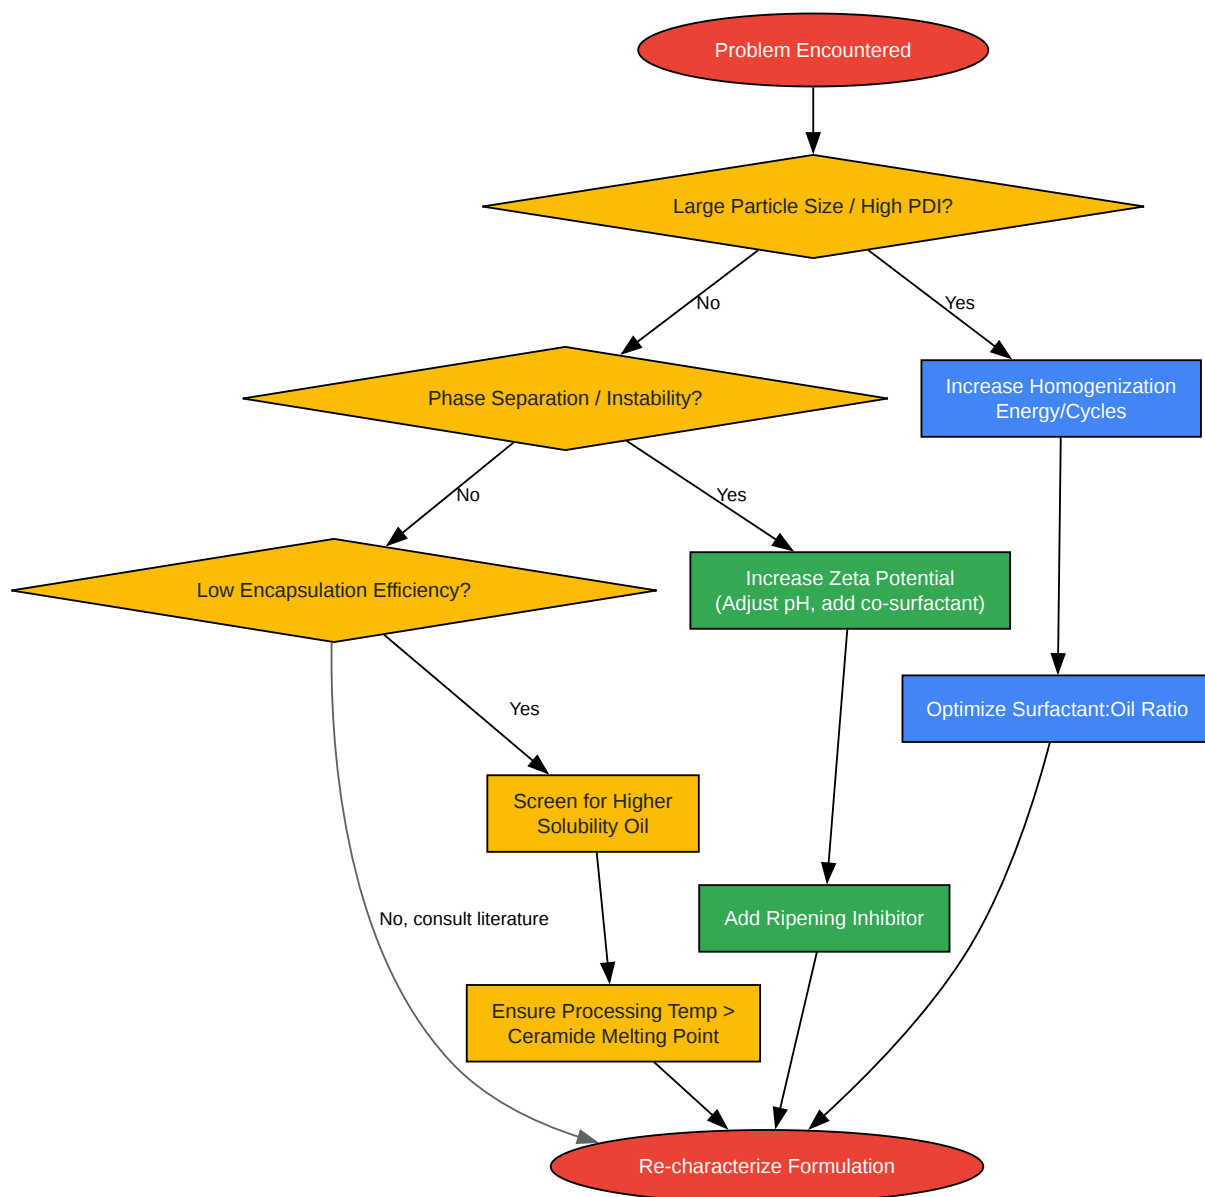 Problem Encountered
Large Particle Size / High PDI?
No
Yes
Phase Separation / Instability?
Increase Homogenization
Energy/Cycles
No
Yes
Low Encapsulation Efficiency?
Increase Zeta Potential
(Adjust pH, add co-surfactant)
Yes
Optimize Surfactant:Oil Ratio
Screen for Higher
Solubility Oil
No, consult literature
Add Ripening Inhibitor
Ensure Processing Temp >
Ceramide Melting Point
Re-characterize Formulation